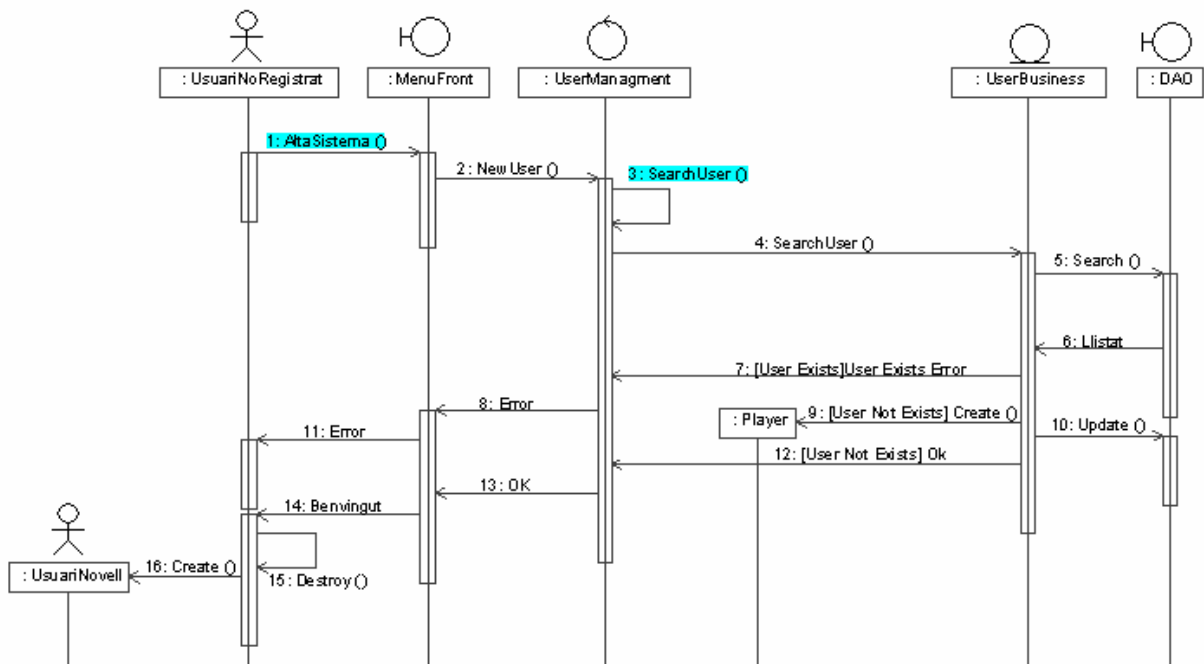 : UsuariNoRegistrat
: MenuFront
: UserManagment
: UserBusiness
: DAO
1: AltaSistema ()
2: NewUser ()
3: SearchUser ()
4: SearchUser ()
5: Search ()
6: Llistat
7: [User Exists]User Exists Error
8: Error
: Player
9: [User Not Exists] Create ()
10: Update ()
11: Error
12: [User Not Exists] Ok
13: OK
14: Benvingut
16: Create ()
: UsuariNovell
15: Destroy ()